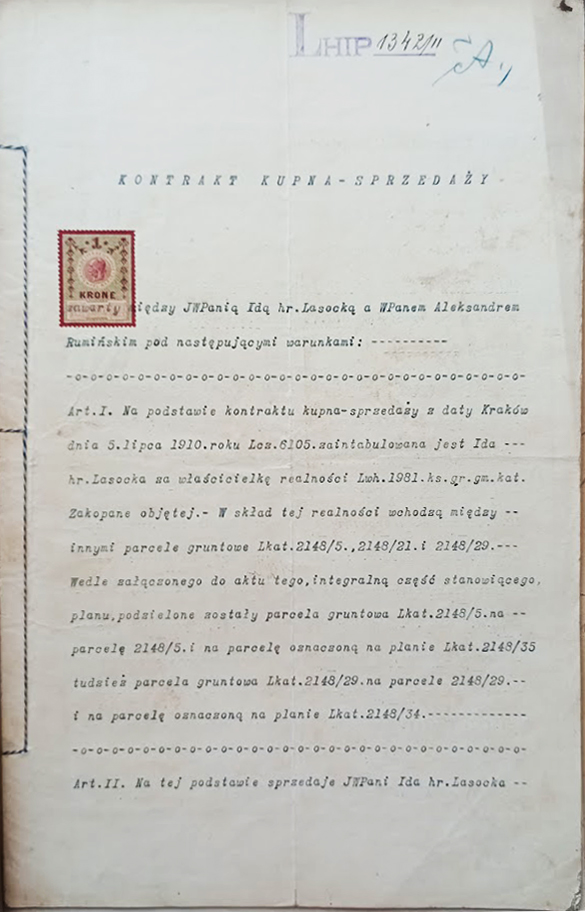 LHIP 1342/11
KONTRAKT KUPNA-SPRZEDAŻY
1
KRONE
zawarty między JWPanią Idą hr.Lasocką a WPanem Aleksandrem
Rumińskim pod następującymi warunkami: ----------
-o-o-o-o-o-o-o-o-o-o-o-o-o-o-o-o-o-o-o-o-o-o-o-o-o-o-o-o-o-
Art.I. Na podstawie kontraktu kupna-sprzedaży z daty Kraków
dnia 5.lipca 1910.roku Lcz.6105.zaintabulowana jest Ida ---
hr.Lasocka za właścicielkę realności Lwh.1981.ks.gr.gm.kat.
Zakopane objętej.- W skład tej realności wchodzą między --
innymi parcele gruntowe Lkat.2148/5.,2148/21.i 2148/29.---
Wedle załączonego do aktu tego,integralną część stanowiącego,
planu,podzielone zostały parcela gruntowa Lkat.2148/5.na --
parcelę 2148/5.i na parcelę oznaczoną na planie Lkat.2148/35
tudzież parcela gruntowa Lkat.2148/29.na parcele 2148/29.--
i na parcelę oznaczoną na planie Lkat.2148/34.-------------
-o-o-o-o-o-o-o-o-o-o-o-o-o-o-o-o-o-o-o-o-o-o-o-o-o-o-o-o-o-
Art.II. Na tej podstawie sprzedaje JWPani Ida hr.Lasocka --